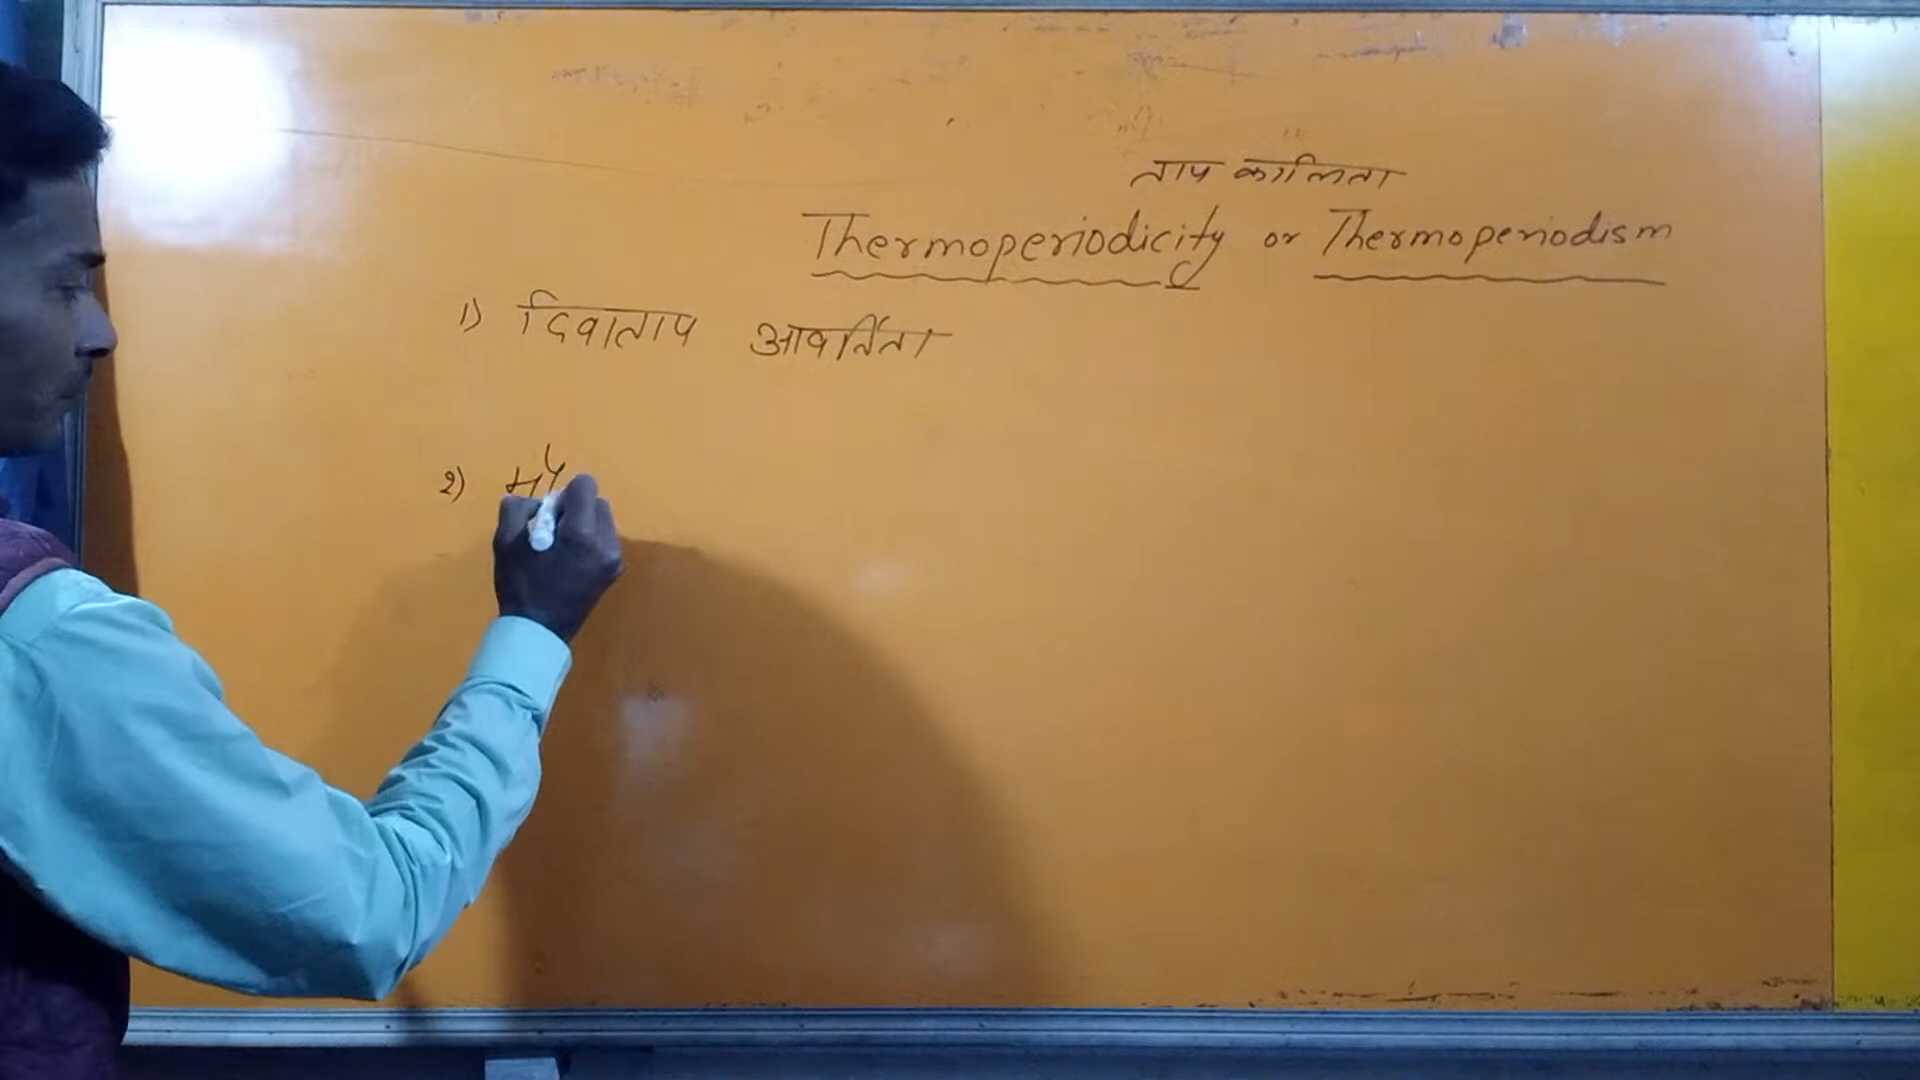 ताप कालिता
Thermoperiodicity or Thermoperiodism
1) दिवाताप आवर्तिता
2)